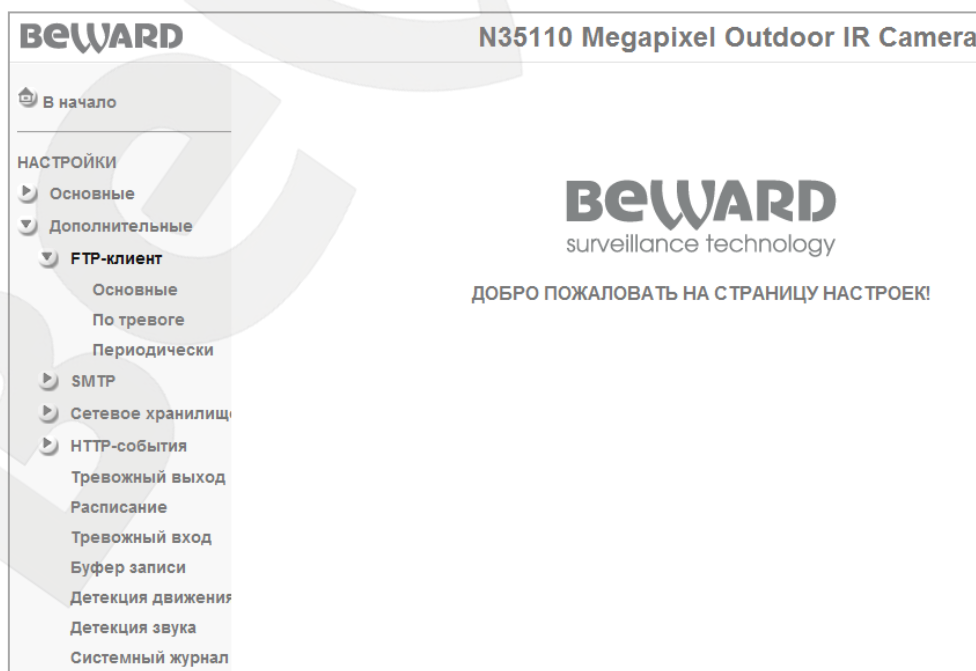 BEWARD
N35110 Megapixel Outdoor IR Camera
В начало
НАСТРОЙКИ
Основные
Дополнительные
FTP-клиент
Основные
По тревоге
Периодически
SMTP
Сетевое хранилищ
HTTP-события
Тревожный выход
Расписание
Тревожный вход
Буфер записи
Детекция движения
Детекция звука
Системный журнал
BEWARD
surveillance technology
ДОБРО ПОЖАЛОВАТЬ НА СТРАНИЦУ НАСТРОЕК!